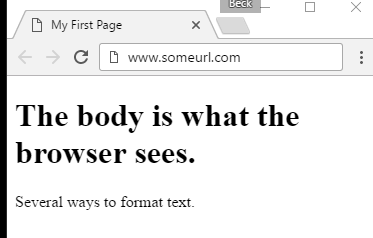 Beck
My First Page
www.someurl.com
The body is what the
browser sees.
Several ways to format text.